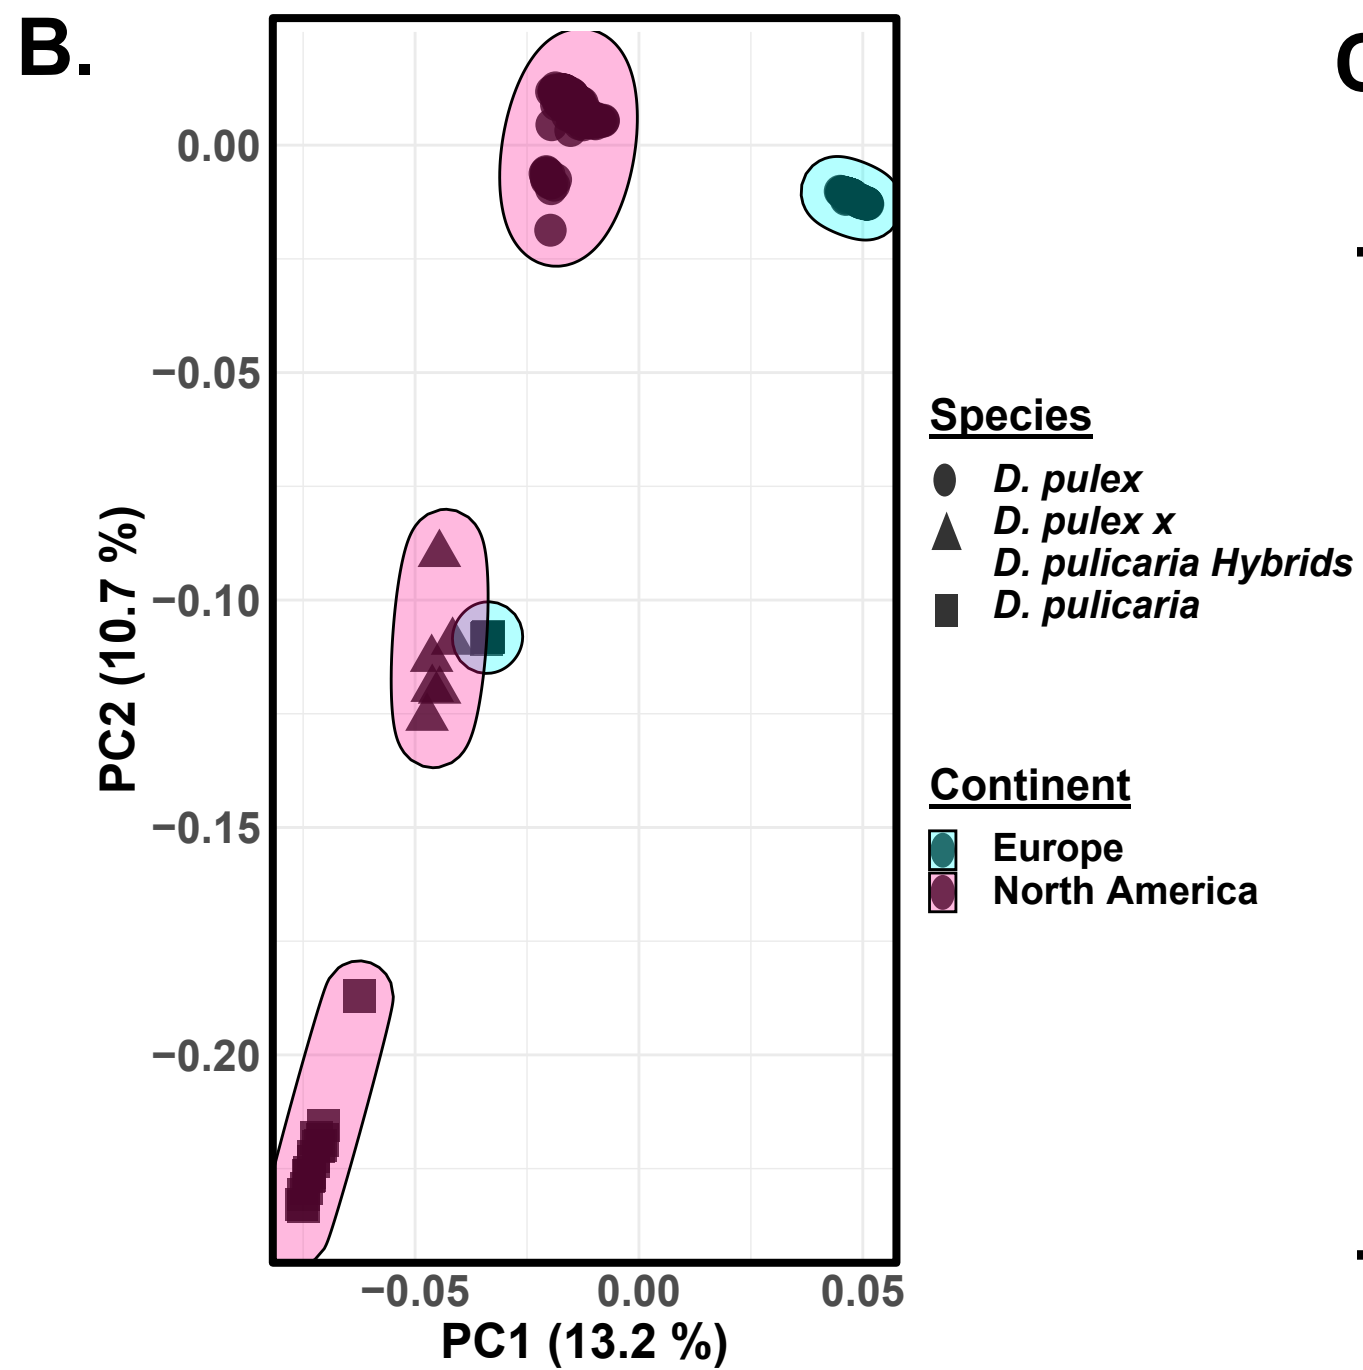 B.
0.00
−0.05
−0.10
−0.15
−0.20
PC2 (10.7 %)
−0.05
0.00
0.05
PC1 (13.2 %)
Species
D. pulex
D. pulex x
D. pulicaria Hybrids
D. pulicaria
Continent
Europe
North America